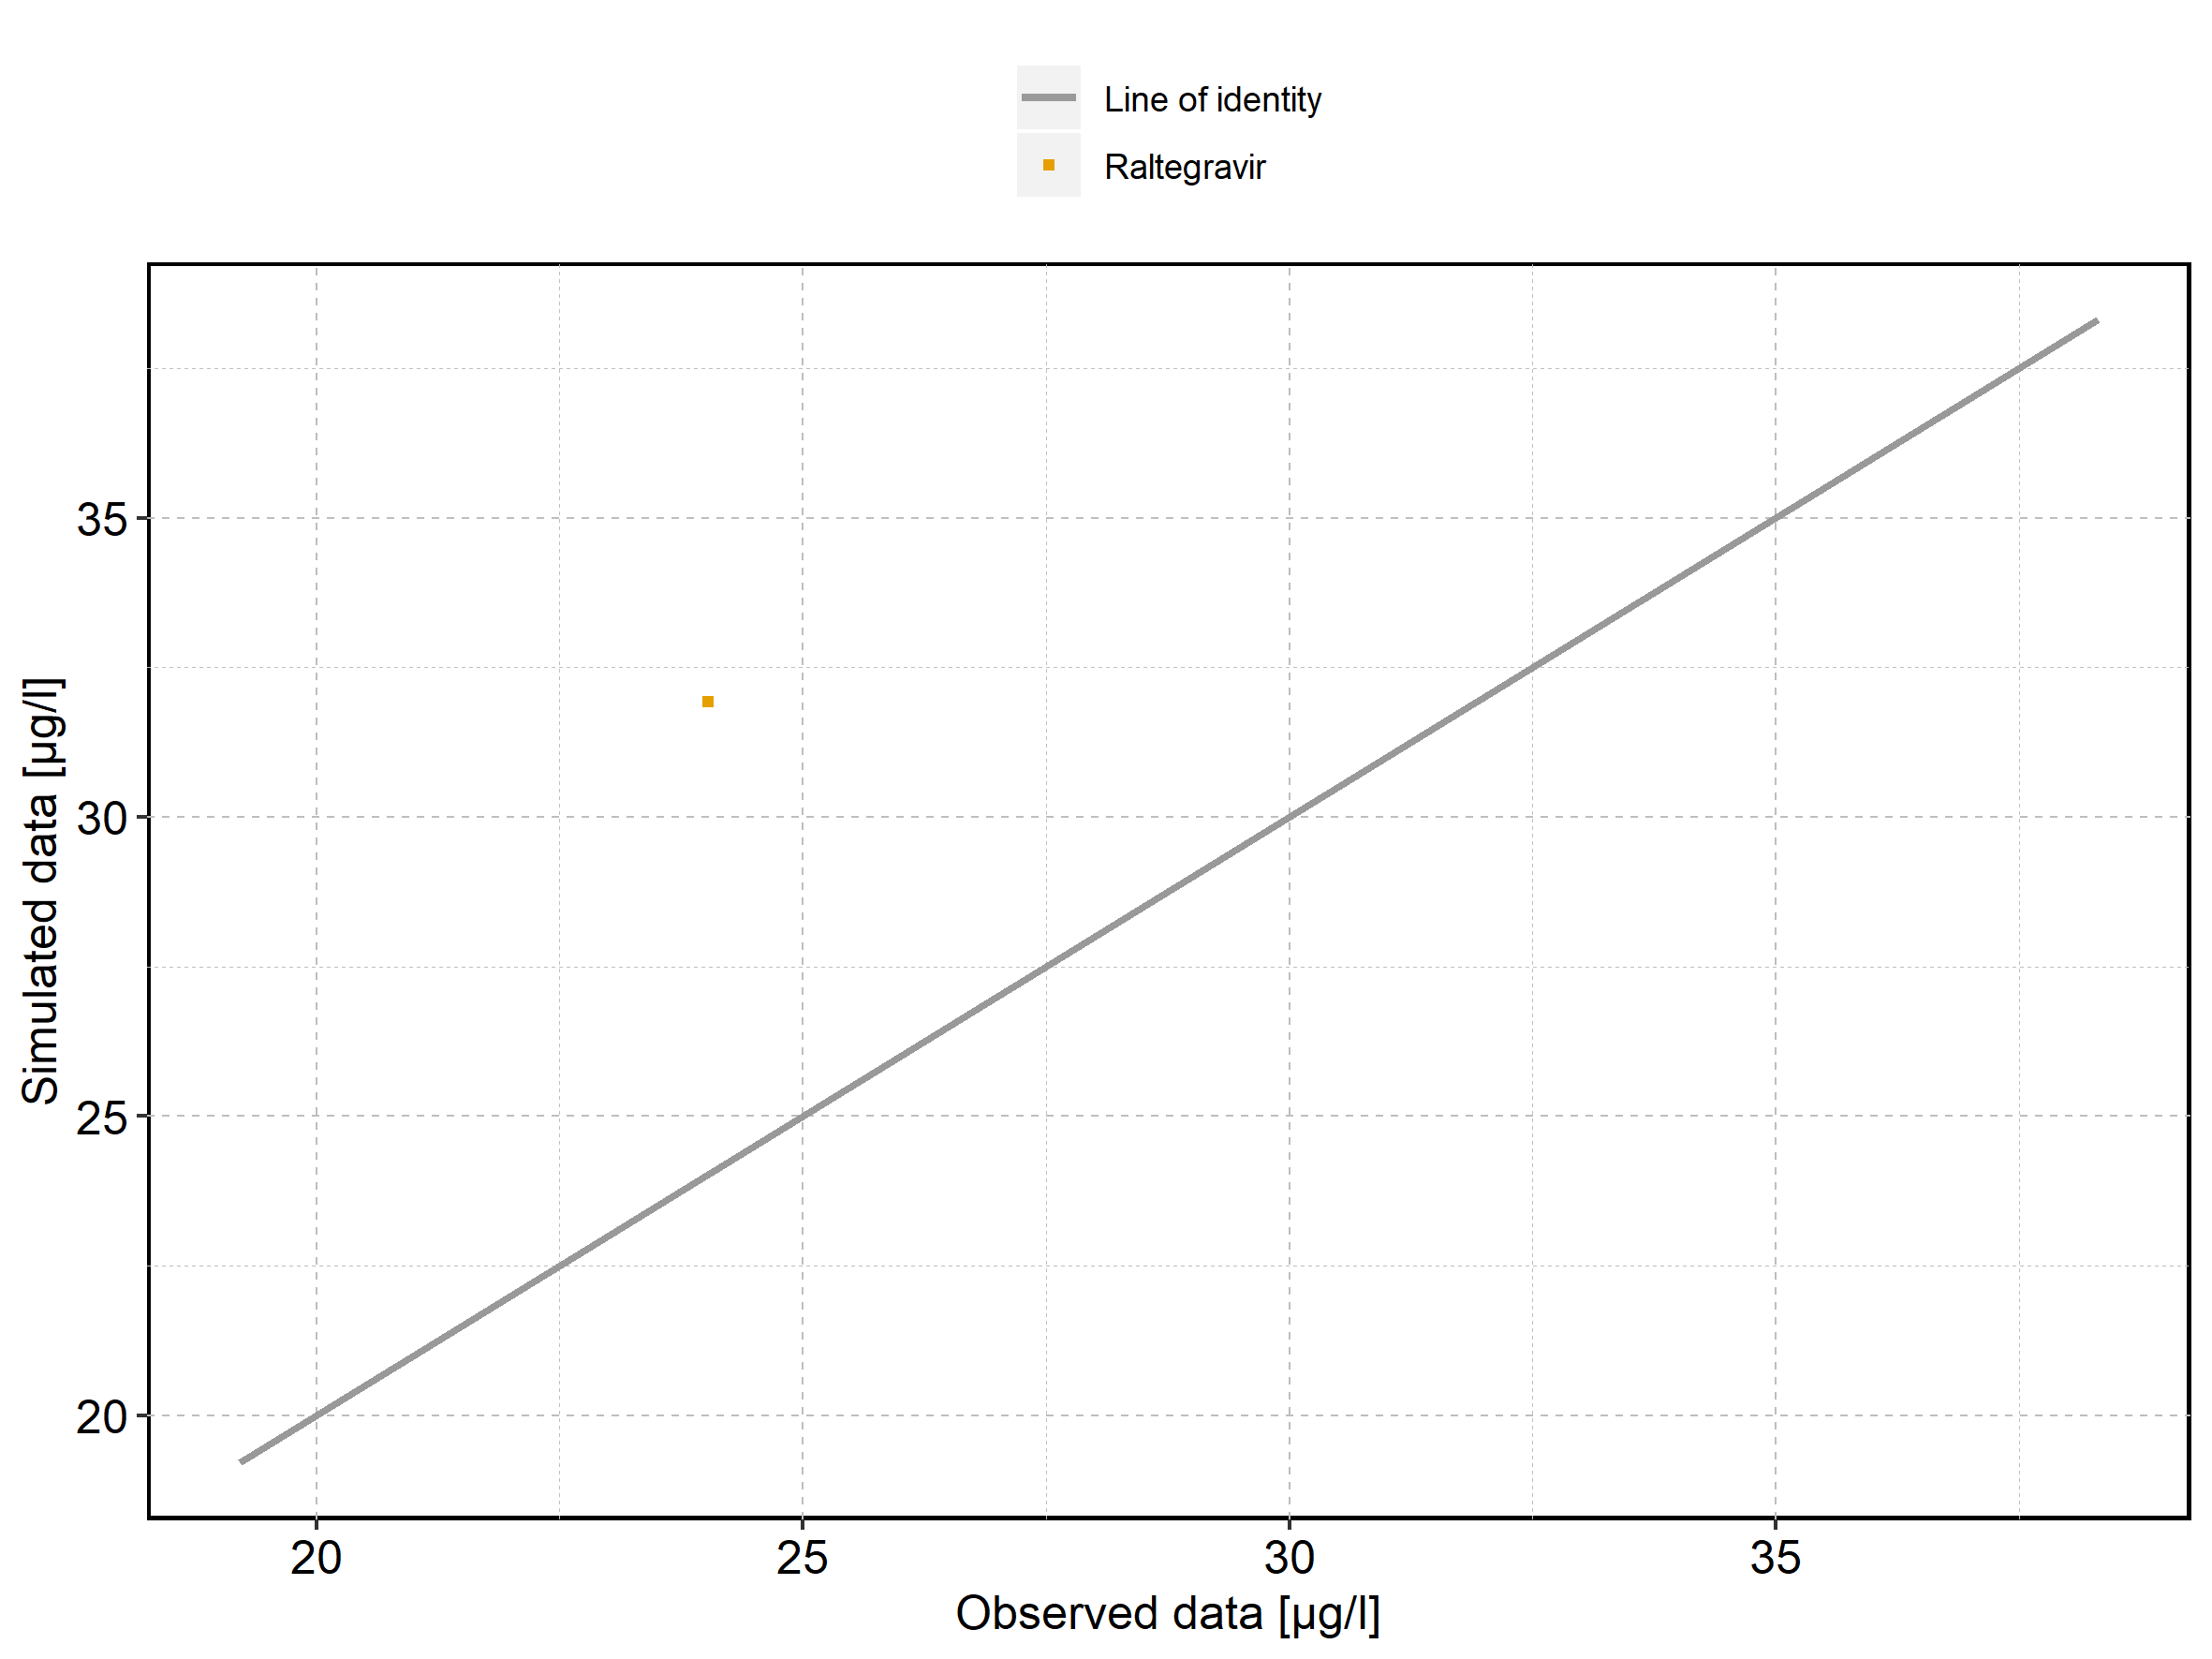 Line of identity
Raltegravir
Simulated data [µg/l]
35
30
25
20
20 25 30 35
Observed data [µg/l]